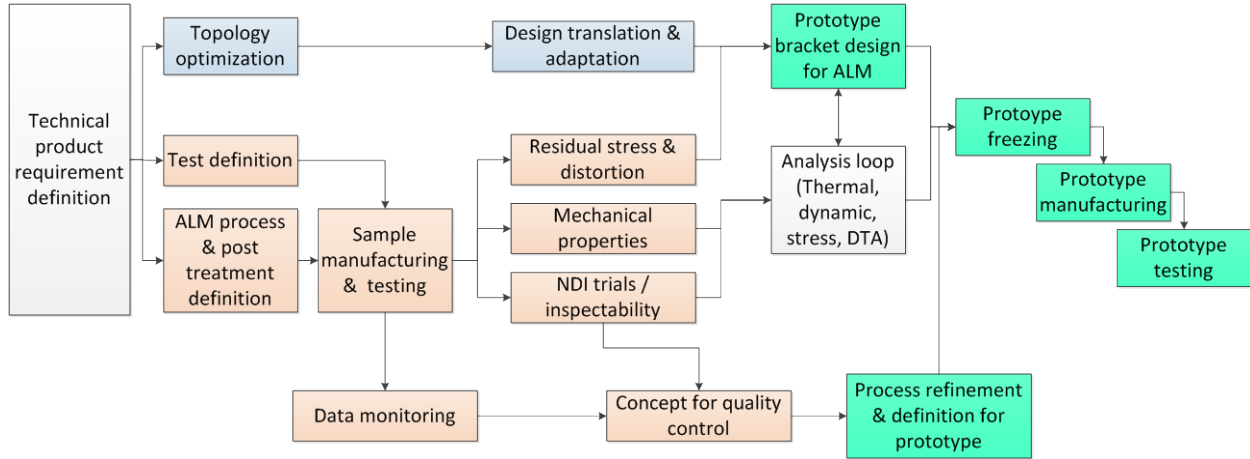 Technical
product
requirement
definition
Topology
optimization
Design translation &
adaptation
Prototype
bracket design
for ALM
Test definition
Residual stress &
distortion
Analysis loop
(Thermal,
dynamic,
stress, DTA)
Protoype
freezing
Prototype
manufacturing
Prototype
testing
ALM process
& post
treatment
definition
Sample
manufacturing
& testing
Mechanical
properties
NDI trials /
inspectability
Data monitoring
Concept for quality
control
Process refinement
& definition for
prototype